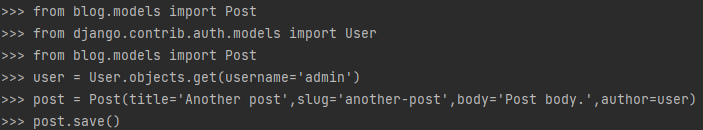 >>> from blog.models import Post
>>> from django.contrib.auth.models import User
>>> from blog.models import Post
>>> user = User.objects.get(username='admin')
>>> post = Post(title='Another post',slug='another-post',body='Post body.',author=user)
>>> post.save()